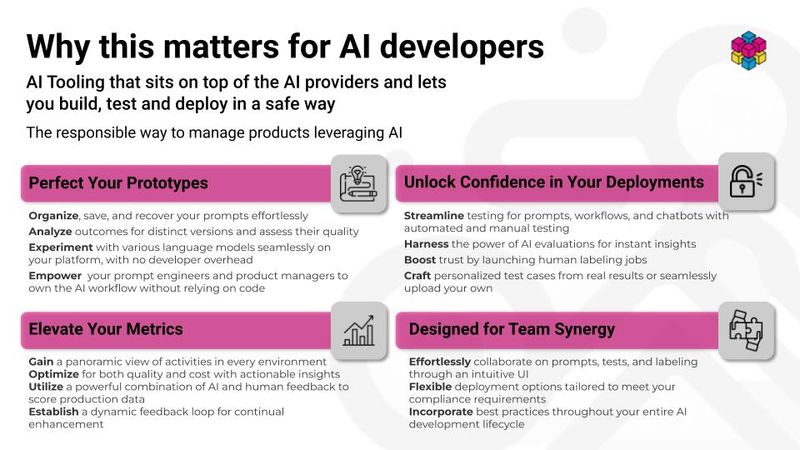 Why this matters for AI developers
AI Tooling that sits on top of the AI providers and lets
you build, test and deploy in a safe way
The responsible way to manage products leveraging AI
Perfect Your Prototypes
Organize, save, and recover your prompts effortlessly
Analyze outcomes for distinct versions and assess their quality
Experiment with various language models seamlessly on
your platform, with no developer overhead
Empower your prompt engineers and product managers to
own the AI workflow without relying on code
Unlock Confidence in Your Deployments
Streamline testing for prompts, workflows, and chatbots with
automated and manual testing
Harness the power of AI evaluations for instant insights
Boost trust by launching human labeling jobs
Craft personalized test cases from real results or seamlessly
upload your own
Elevate Your Metrics
Gain a panoramic view of activities in every environment
Optimize for both quality and cost with actionable insights
Utilize a powerful combination of AI and human feedback to
score production data
Establish a dynamic feedback loop for continual
enhancement
Designed for Team Synergy
Effortlessly collaborate on prompts, tests, and labeling
through an intuitive UI
Flexible deployment options tailored to meet your
compliance requirements
Incorporate best practices throughout your entire AI
development lifecycle